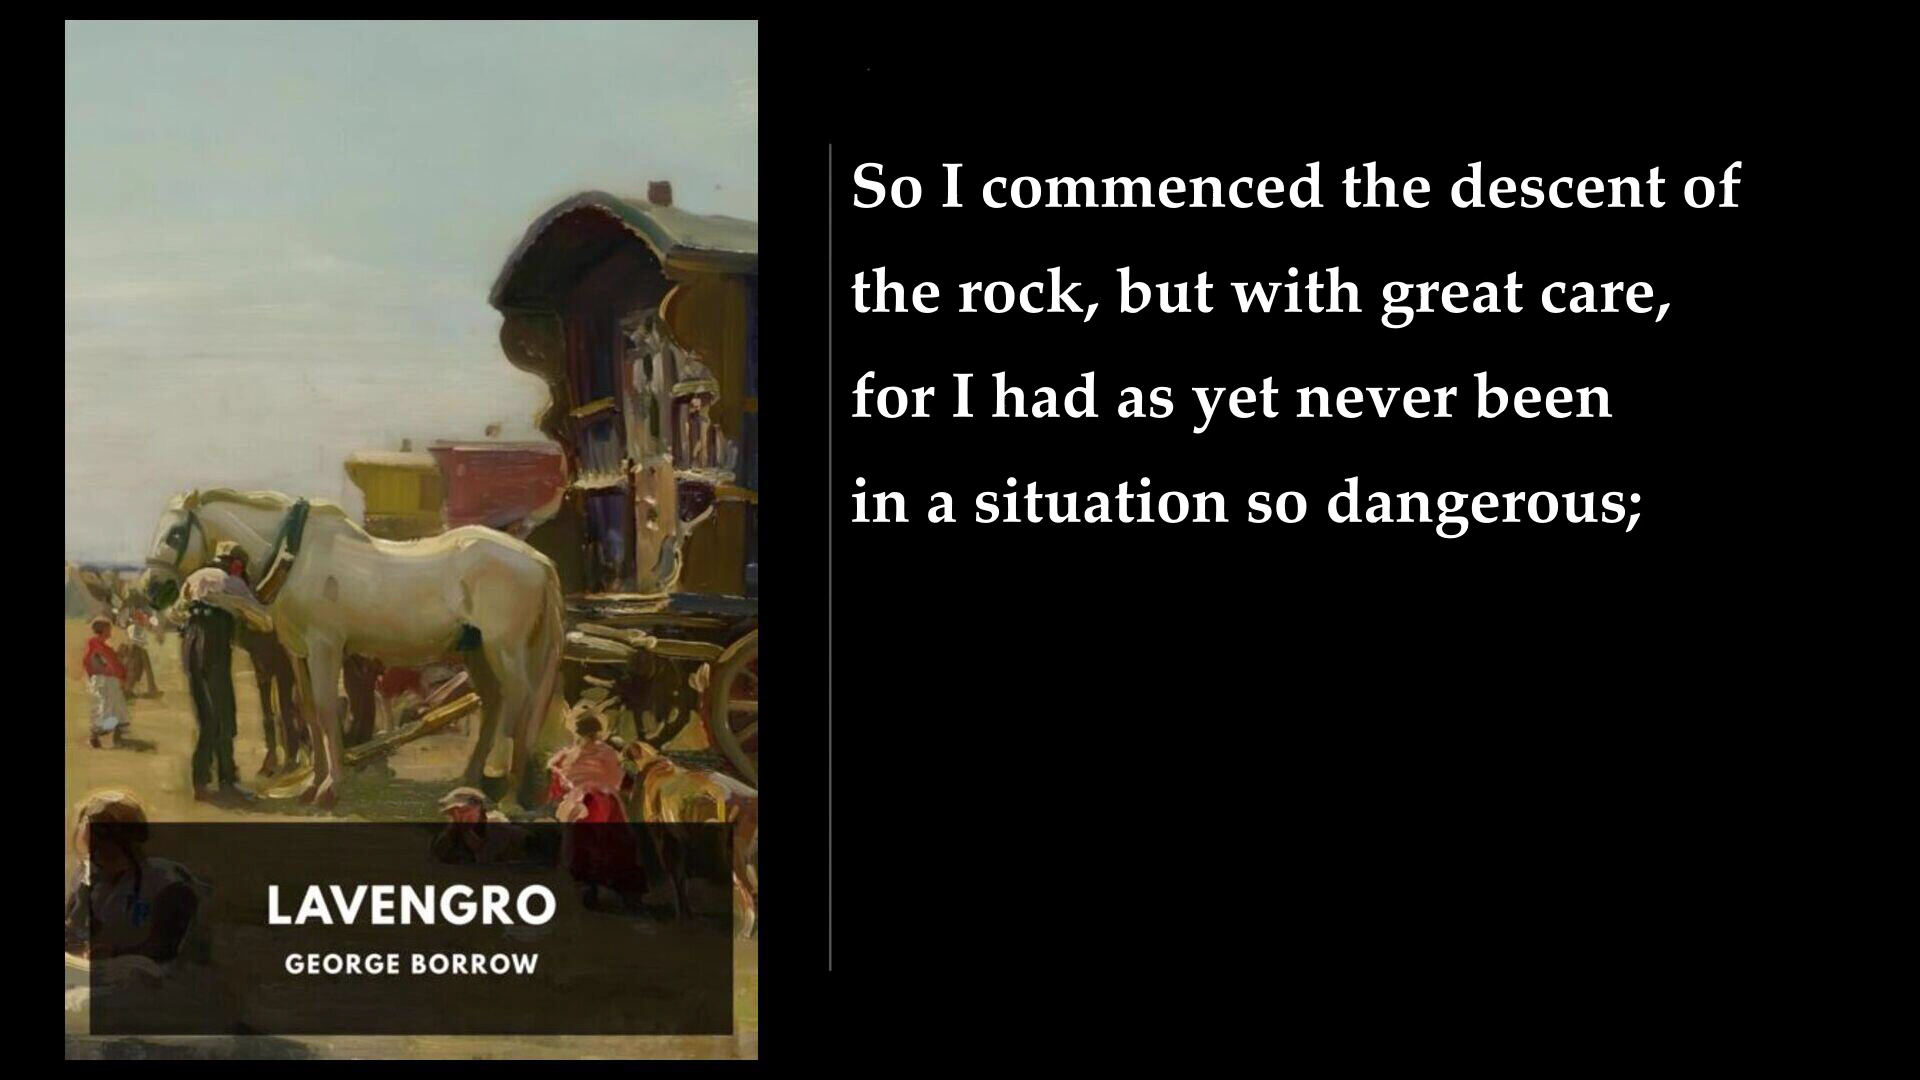 So I commenced the descent of
the rock, but with great care,
for I had as yet never been
in a situation so dangerous;
LAVENGRO
GEORGE BORROW